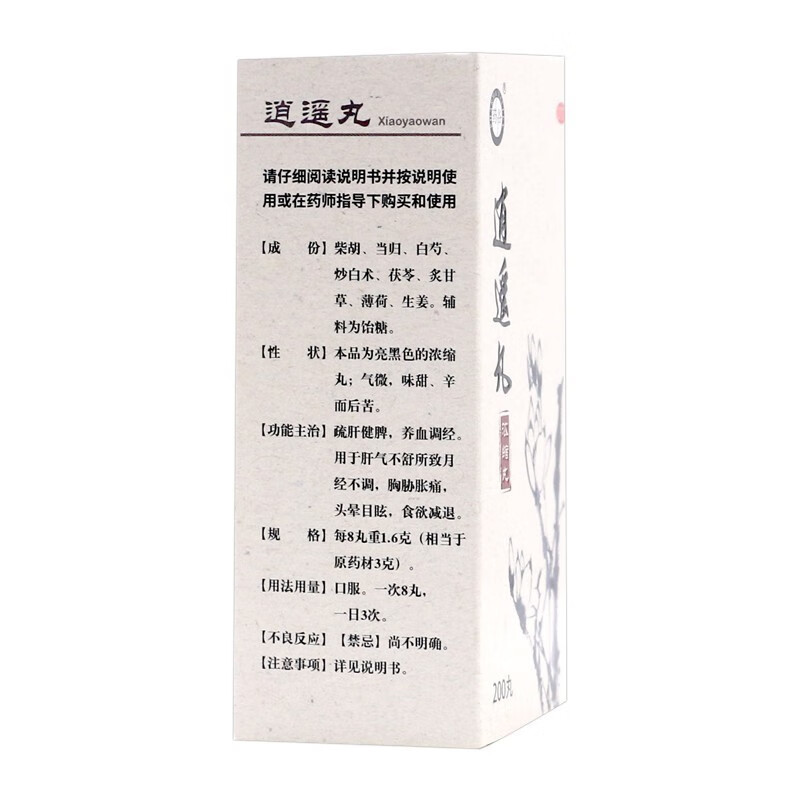 逍遥丸 Xiaoyaowan
请仔细阅读说明书并按说明使
用或在药师指导下购买和使用
【成 份】柴胡、当归、白芍、
炒白术、茯苓、炙甘
草、薄荷、生姜。辅
料为饴糖。
【性 状】本品为亮黑色的浓缩
丸；气微，味甜、辛
而后苦。
【功能主治】疏肝健脾，养血调经。
用于肝气不舒所致月
经不调，胸胁胀痛，
头晕目眩，食欲减退。
【规 格】每8丸重1.6克（相当于
原药材3克）。
【用法用量】口服。一次8丸，
一日3次。
【不良反应】【禁忌】尚不明确。
【注意事项】详见说明书。
逍遥丸
浓缩丸
200丸